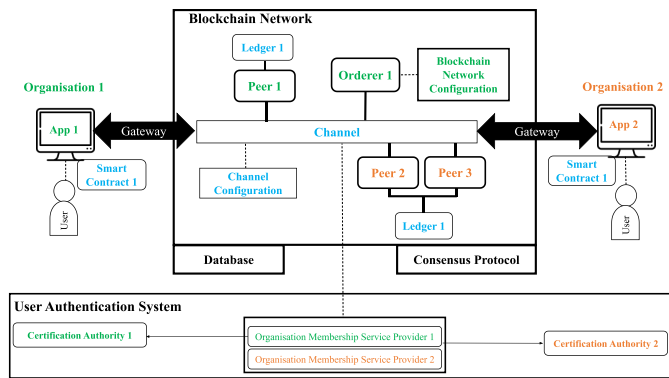 Blockchain Network
Ledger 1
Peer 1
Orderer 1
Blockchain
Network
Configuration
Organisation 1
Organisation 2
App 1
Gateway
Channel
Gateway
App 2
Smart
Contract 1
Channel
Configuration
Peer 2
Peer 3
Smart
Contract 1
User
Ledger 1
User
Database
Consensus Protocol
User Authentication System
Certification Authority 1
Organisation Membership Service Provider 1
Organisation Membership Service Provider 2
Certification Authority 2